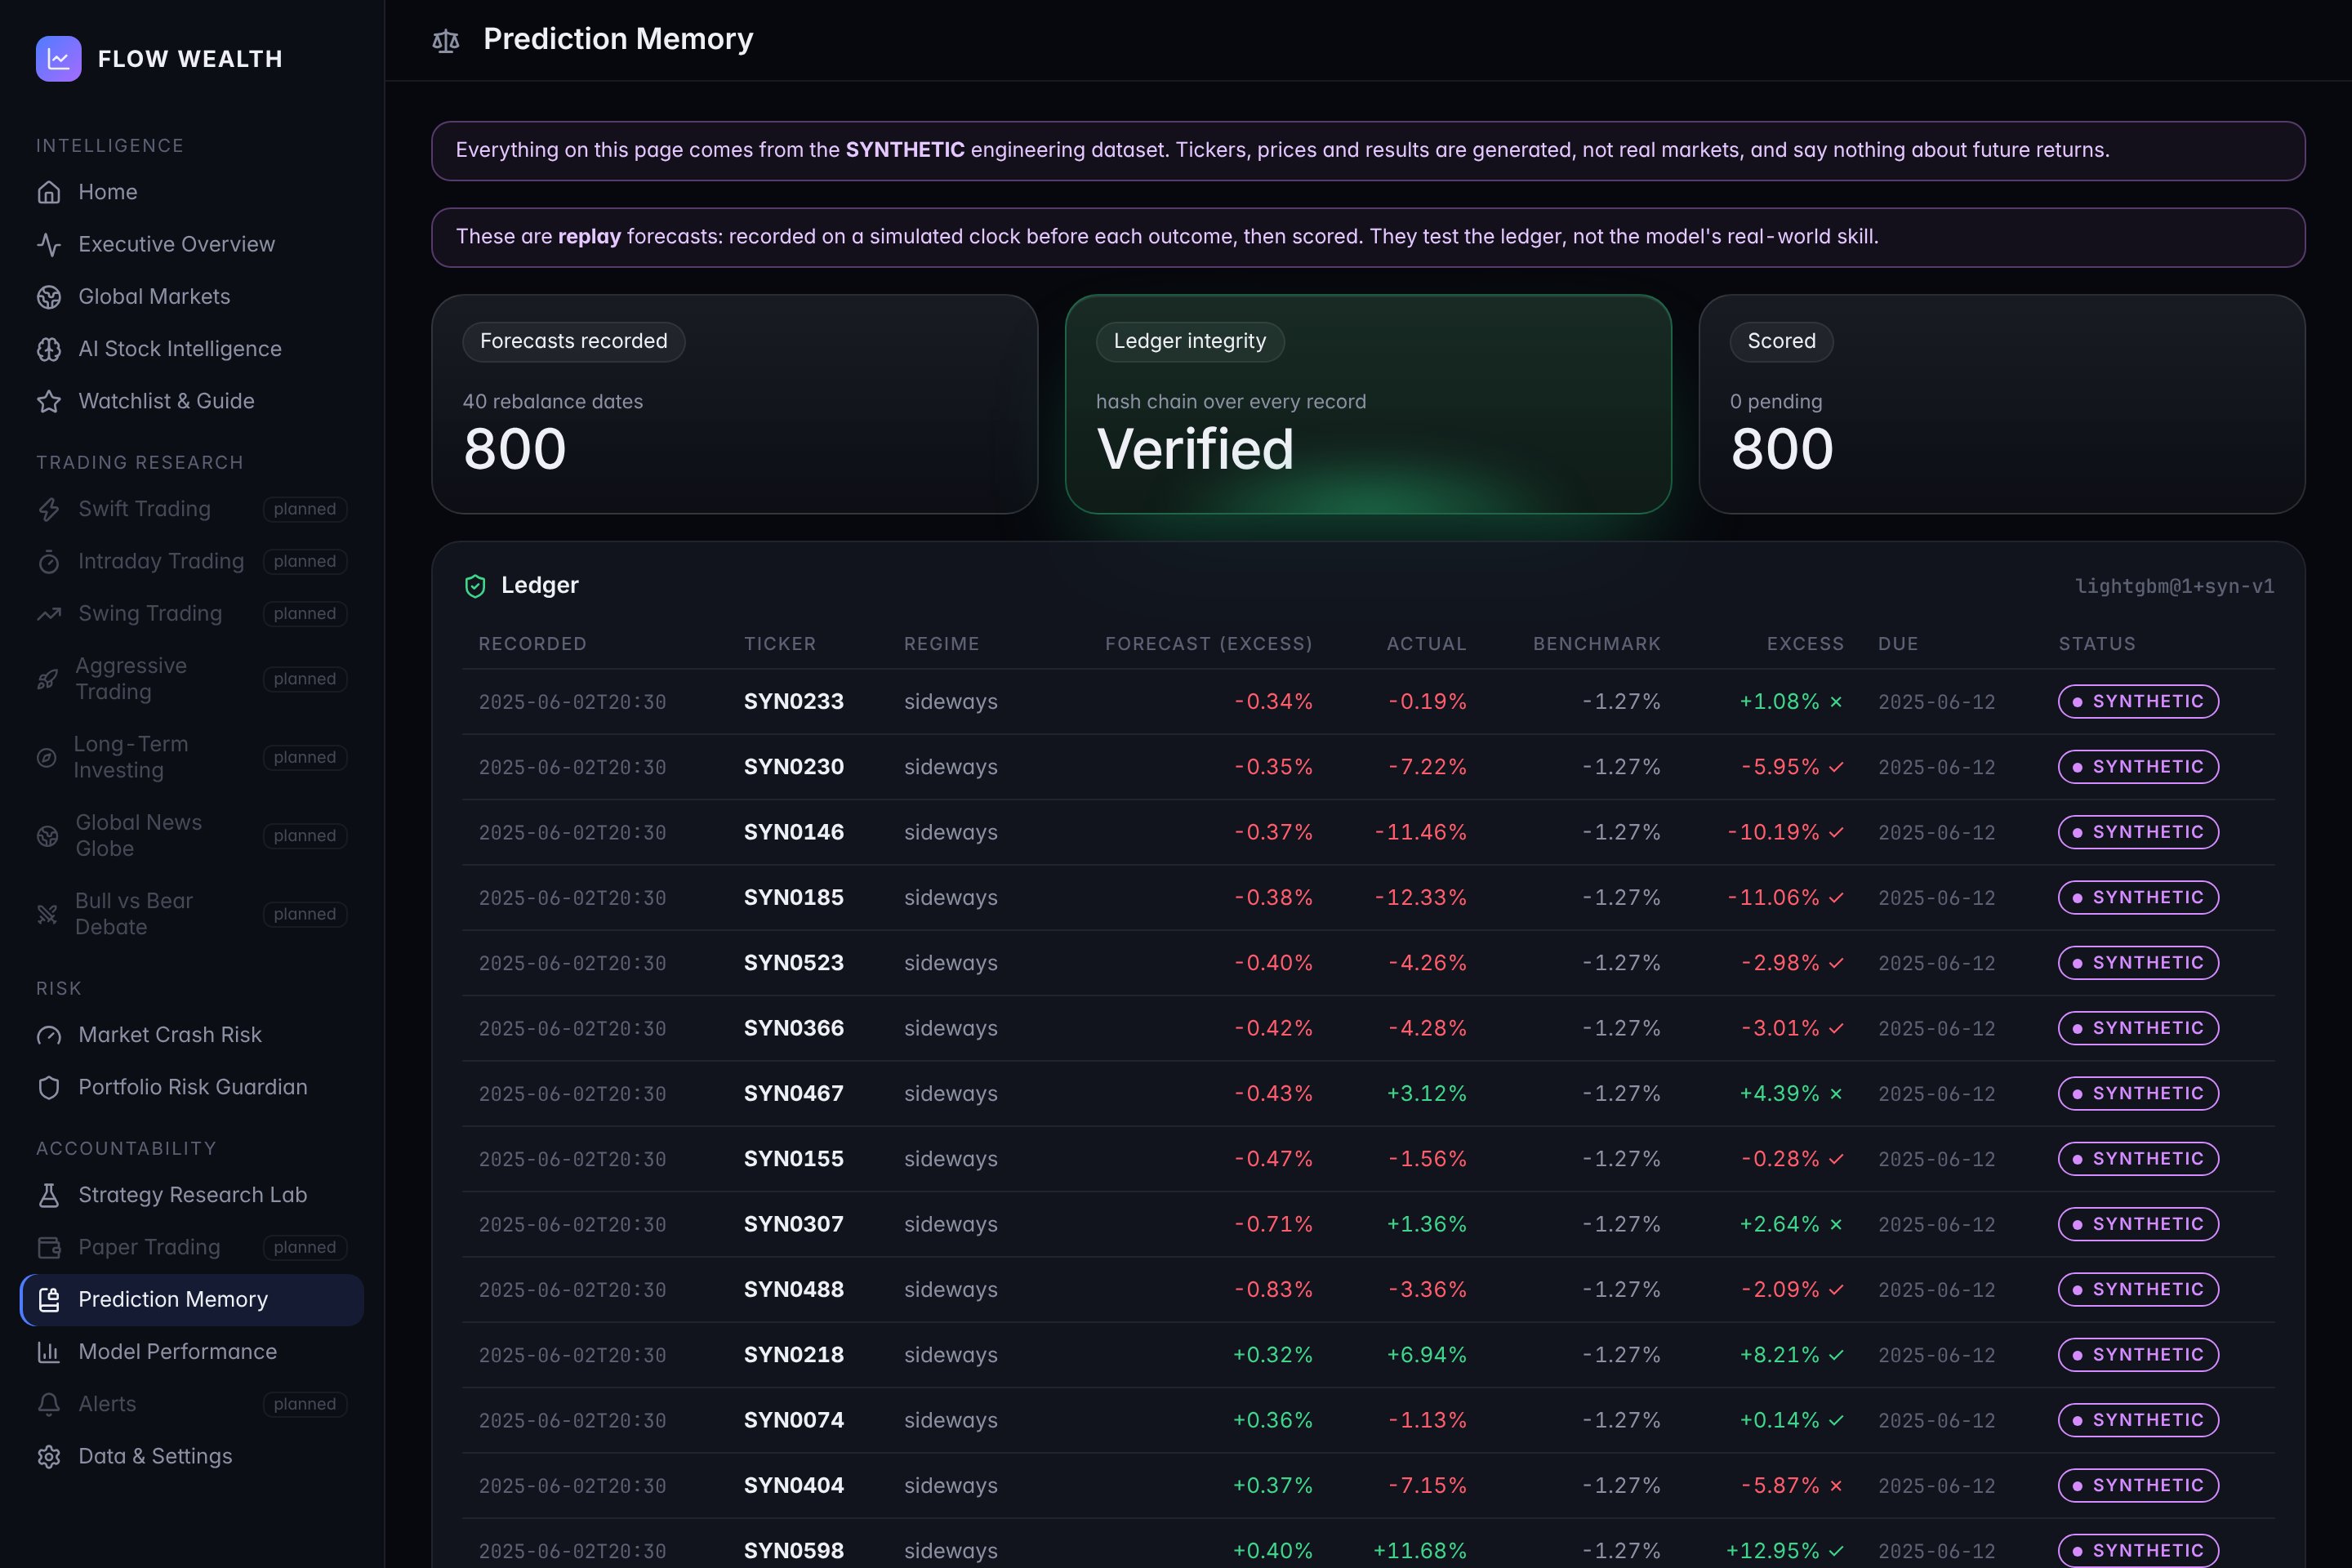 FLOW WEALTH
INTELLIGENCE
Home
Executive Overview
Global Markets
AI Stock Intelligence
Watchlist & Guide
TRADING RESEARCH
Swift Trading planned
Intraday Trading planned
Swing Trading planned
Aggressive
Trading planned
Long-Term
Investing planned
Global News
Globe planned
Bull vs Bear
Debate planned
RISK
Market Crash Risk
Portfolio Risk Guardian
ACCOUNTABILITY
Strategy Research Lab
Paper Trading planned
Prediction Memory
Model Performance
Alerts planned
Data & Settings
Prediction Memory
Everything on this page comes from the SYNTHETIC engineering dataset. Tickers, prices and results are generated, not real markets, and say nothing about future returns.
These are replay forecasts: recorded on a simulated clock before each outcome, then scored. They test the ledger, not the model's real-world skill.
Forecasts recorded
40 rebalance dates
800
Ledger integrity
hash chain over every record
Verified
Scored
0 pending
800
Ledger lightgbm@1+syn-v1
RECORDED TICKER REGIME FORECAST (EXCESS) ACTUAL BENCHMARK EXCESS DUE STATUS
2025-06-02T20:30 SYN0233 sideways -0.34% -0.19% -1.27% +1.08% × 2025-06-12 SYNTHETIC
2025-06-02T20:30 SYN0230 sideways -0.35% -7.22% -1.27% -5.95% ✓ 2025-06-12 SYNTHETIC
2025-06-02T20:30 SYN0146 sideways -0.37% -11.46% -1.27% -10.19% ✓ 2025-06-12 SYNTHETIC
2025-06-02T20:30 SYN0185 sideways -0.38% -12.33% -1.27% -11.06% ✓ 2025-06-12 SYNTHETIC
2025-06-02T20:30 SYN0523 sideways -0.40% -4.26% -1.27% -2.98% ✓ 2025-06-12 SYNTHETIC
2025-06-02T20:30 SYN0366 sideways -0.42% -4.28% -1.27% -3.01% ✓ 2025-06-12 SYNTHETIC
2025-06-02T20:30 SYN0467 sideways -0.43% +3.12% -1.27% +4.39% × 2025-06-12 SYNTHETIC
2025-06-02T20:30 SYN0155 sideways -0.47% -1.56% -1.27% -0.28% ✓ 2025-06-12 SYNTHETIC
2025-06-02T20:30 SYN0307 sideways -0.71% +1.36% -1.27% +2.64% × 2025-06-12 SYNTHETIC
2025-06-02T20:30 SYN0488 sideways -0.83% -3.36% -1.27% -2.09% ✓ 2025-06-12 SYNTHETIC
2025-06-02T20:30 SYN0218 sideways +0.32% +6.94% -1.27% +8.21% ✓ 2025-06-12 SYNTHETIC
2025-06-02T20:30 SYN0074 sideways +0.36% -1.13% -1.27% +0.14% ✓ 2025-06-12 SYNTHETIC
2025-06-02T20:30 SYN0404 sideways +0.37% -7.15% -1.27% -5.87% × 2025-06-12 SYNTHETIC
2025-06-02T20:30 SYN0598 sideways +0.40% +11.68% -1.27% +12.95% ✓ 2025-06-12 SYNTHETIC